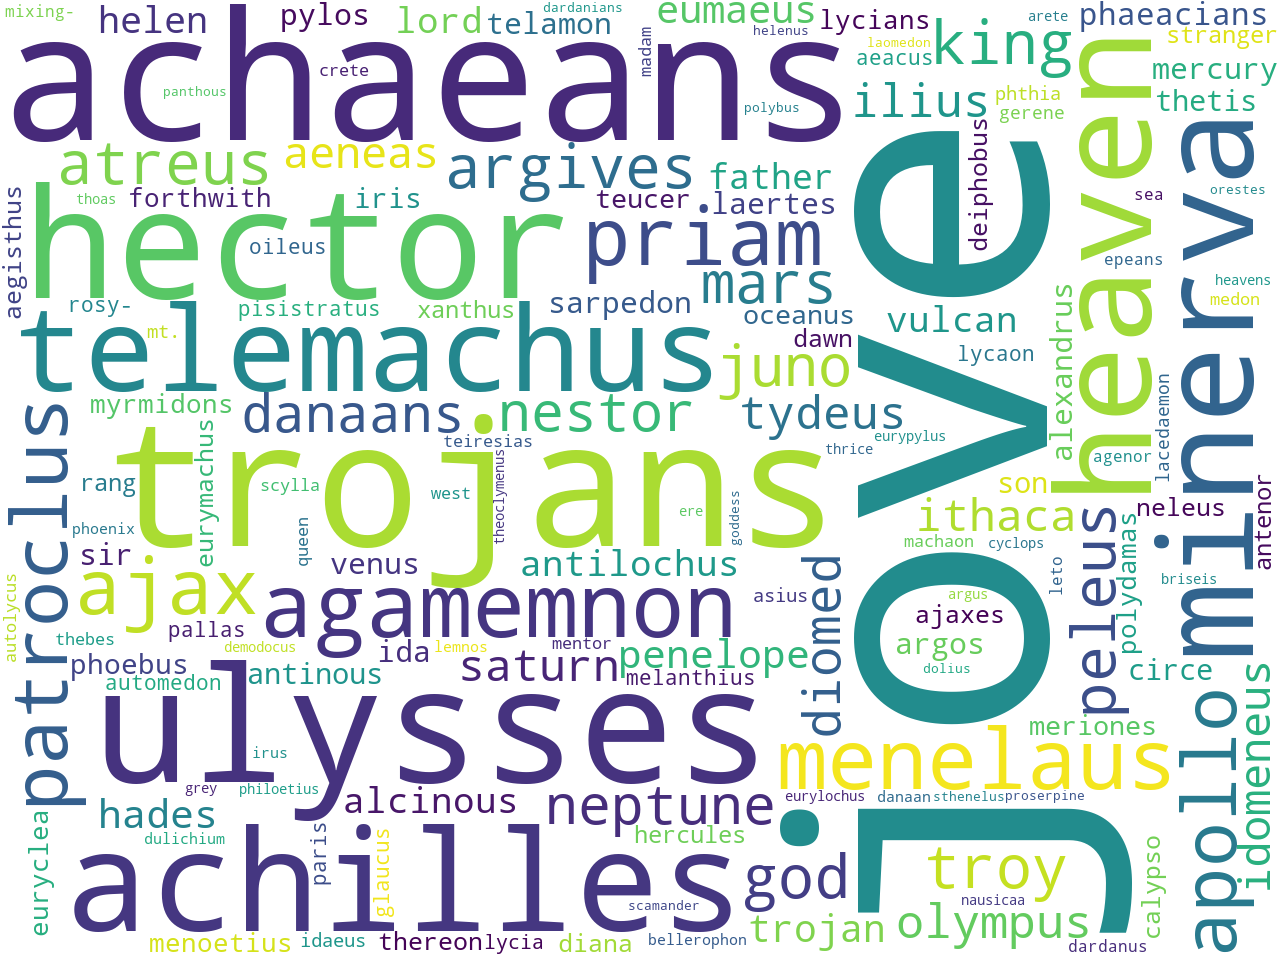 mixing-
helen
pylos
lord
telamon
dardanians
eumaeus
helenus
lycians
arete
phaeacians
achaeans
madam
laomedon
king
stranger
crete
aeacus
mercury
panthous
polybus
ilius
phthia
gerene
thetis
atreus
aeneas
argives
father
jove
deiphobus
heaven
minerva
aegisthus
thoas
forthwith
iris
teucer
laertes
sea
orestes
hector
oileus
priam
mars
epeans
heavens
rosy-
pisistratus
xanthus
sarpedon
oceanus
vulcan
alexandrus
medon
mt.
dawn
lycaon
telemachus
juno
patroclus
myrmidons
danaans
nestor
tydeus
lacedaemon
eurymachus
teiresias
thrice
eurypylus
agenor
trojans
rang
scylla
west
theoclymenus
ere
goddess
son
antenor
phoenix
queen
ithaca
neleus
sir
venus
antilochus
machaon
cyclops
peleus
polydamas
autolycus
ajax
agamemnon
asius
diomed
leto
briseis
argus
ajaxes
pallas
thebes
demodocus
ida
lemnos
mentor
penelope
argos
phoebus
antinous
saturn
melanthius
dolius
circe
automedon
ulysses
apollo
idomeneus
meriones
irus
menelaus
grey
philoetius
alcinous
neptune
eurylochus
danaan
sthenelus
proserpine
hades
euryclea
dulichium
paris
achilles
hercules
calypso
glaucus
god
troy
scamander
nausicaa
trojan
olympus
menoetius
idaeus
thereon
lycia
diana
bellerophon
dardanus